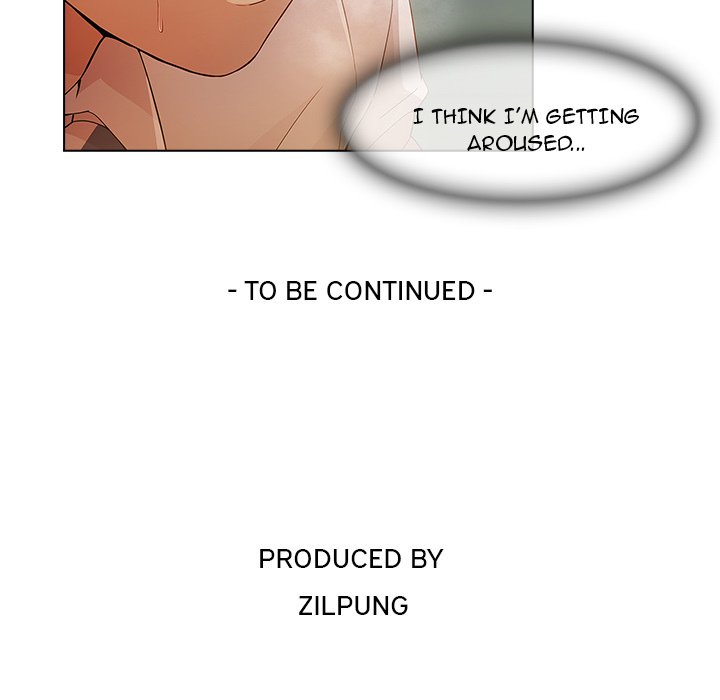 I THINK I'M GETTING
AROUSED...
- TO BE CONTINUED -
PRODUCED BY
ZILPUNG